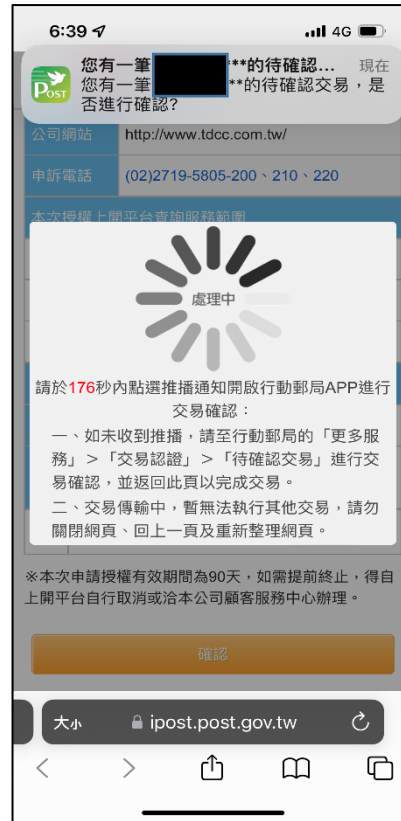 6:39
4G
您有一筆 **的待確認... 現在
您有一筆 **的待確認交易，是
否進行確認?
POST
公司網站 http://www.tdcc.com.tw/
申訴電話 (02)2719-5805-200、210、220
本次授權上開平台查詢服務範圍
處理中
請於176秒內點選推播通知開啟行動郵局APP進行
交易確認：
一、如未收到推播，請至行動郵局的「更多服
務」>「交易認證」>「待確認交易」進行交
易確認，並返回此頁以完成交易。
二、交易傳輸中，暫無法執行其他交易，請勿
關閉網頁、回上一頁及重新整理網頁。
※本次申請授權有效期間為90天，如需提前終止，得自
上開平台自行取消或洽本公司顧客服務中心辦理。
確認
大小 ipost.post.gov.tw